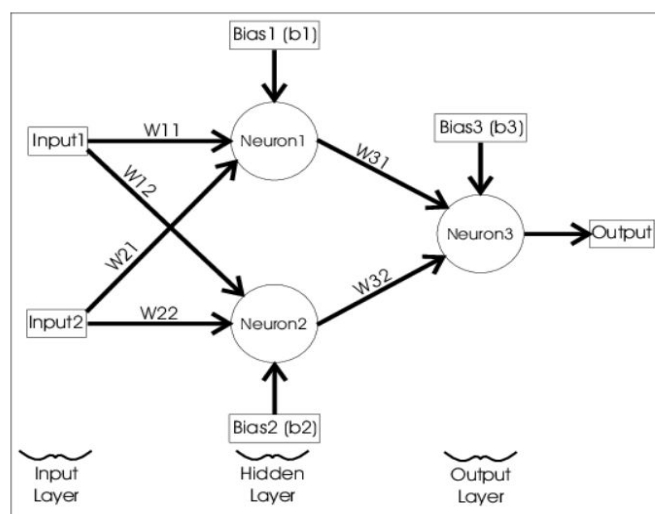 Bias1 (b1)
Input1
W11
Neuron1
Bias3 (b3)
W12
W31
W21
Neuron3
Output
Input2
W22
Neuron2
W32
Bias2 (b2)
Input
Layer
Hidden
Layer
Output
Layer